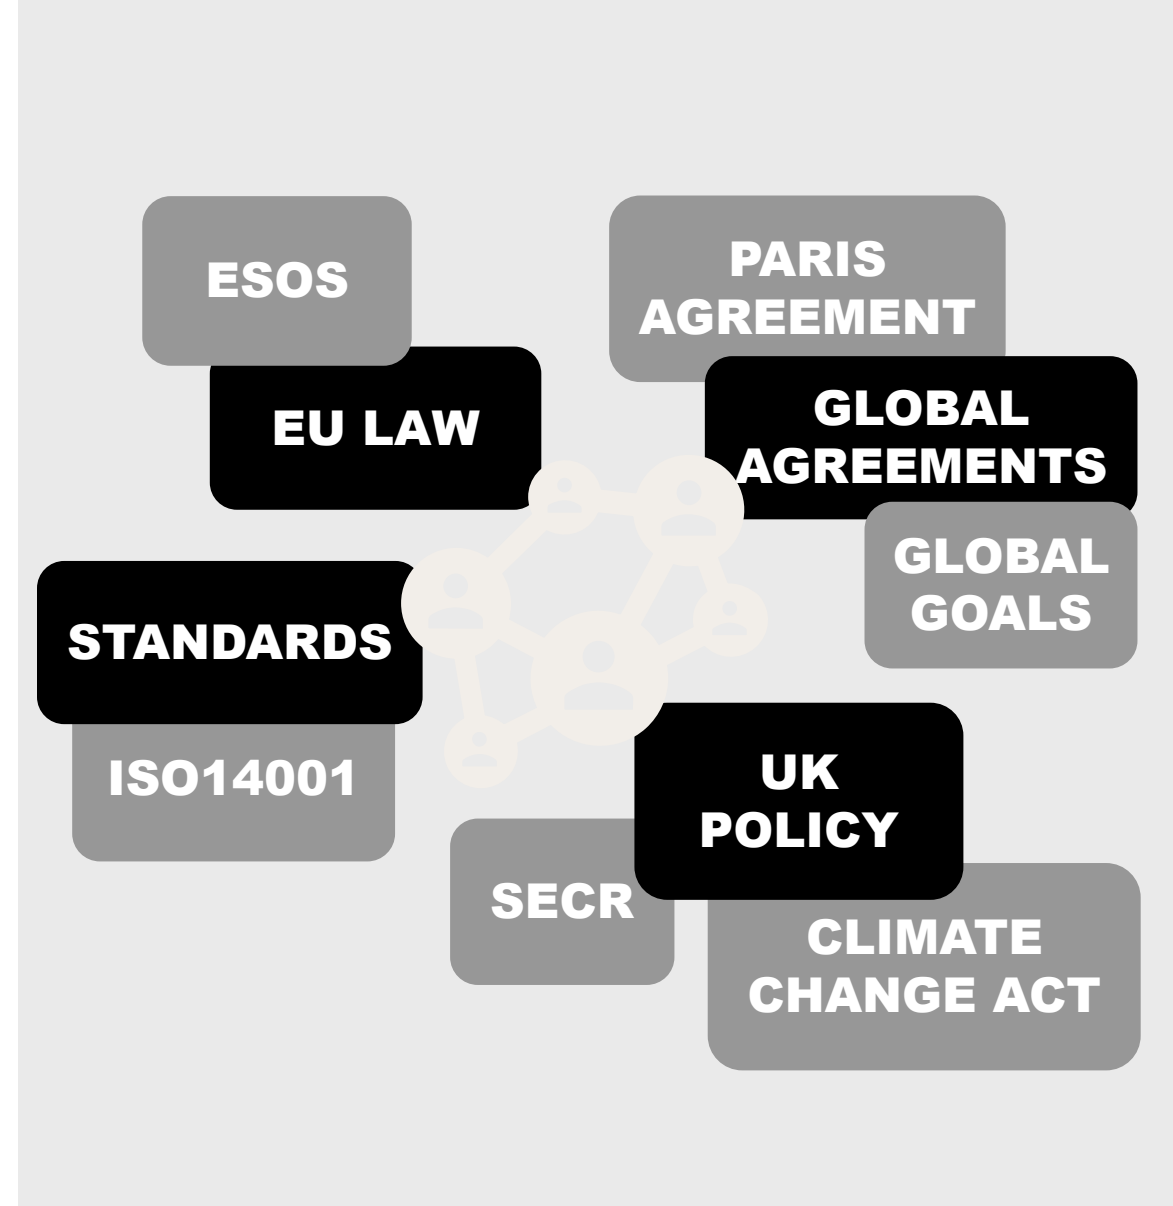 ESOS
EU LAW
PARIS
AGREEMENT
GLOBAL
AGREEMENTS
GLOBAL
GOALS
STANDARDS
ISO14001
UK
POLICY
SECR
CLIMATE
CHANGE ACT